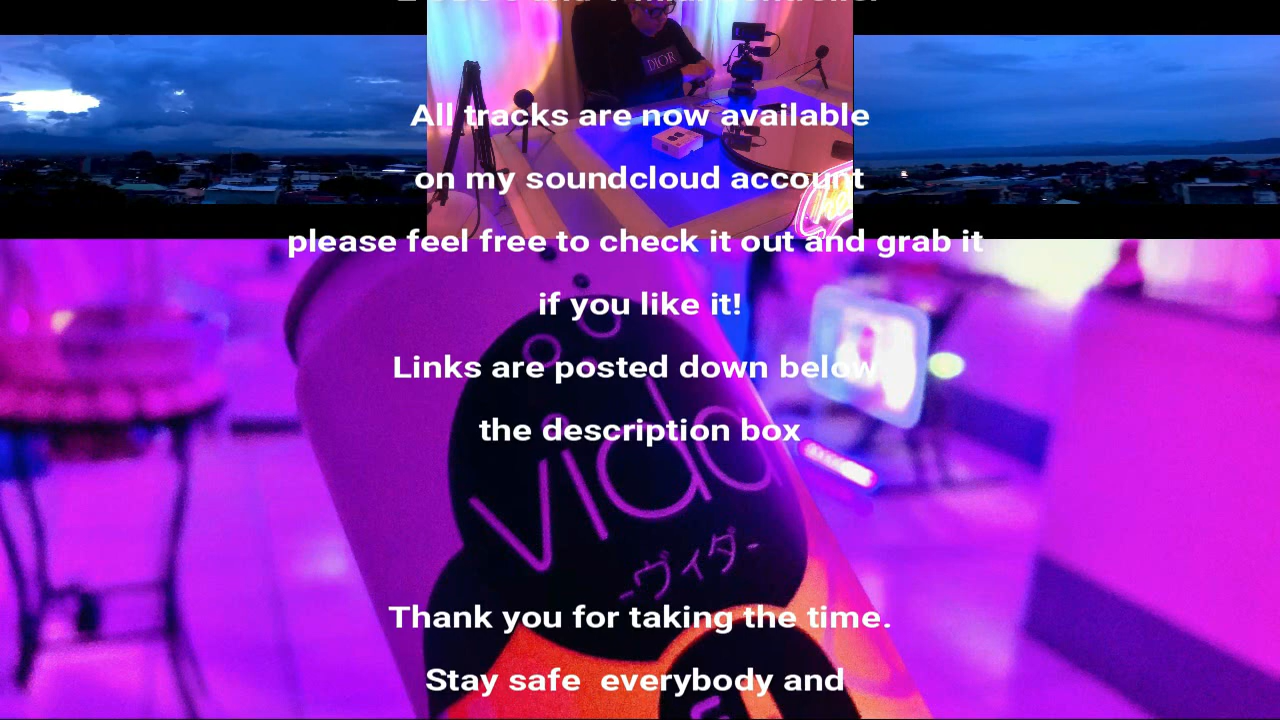 DIOR
All tracks are now available
on my soundcloud account
please feel free to check it out and grab it
if you like it!
Links are posted down below
the description box
vida
-ヴィダ-
Thank you for taking the time.
Stay safe everybody and